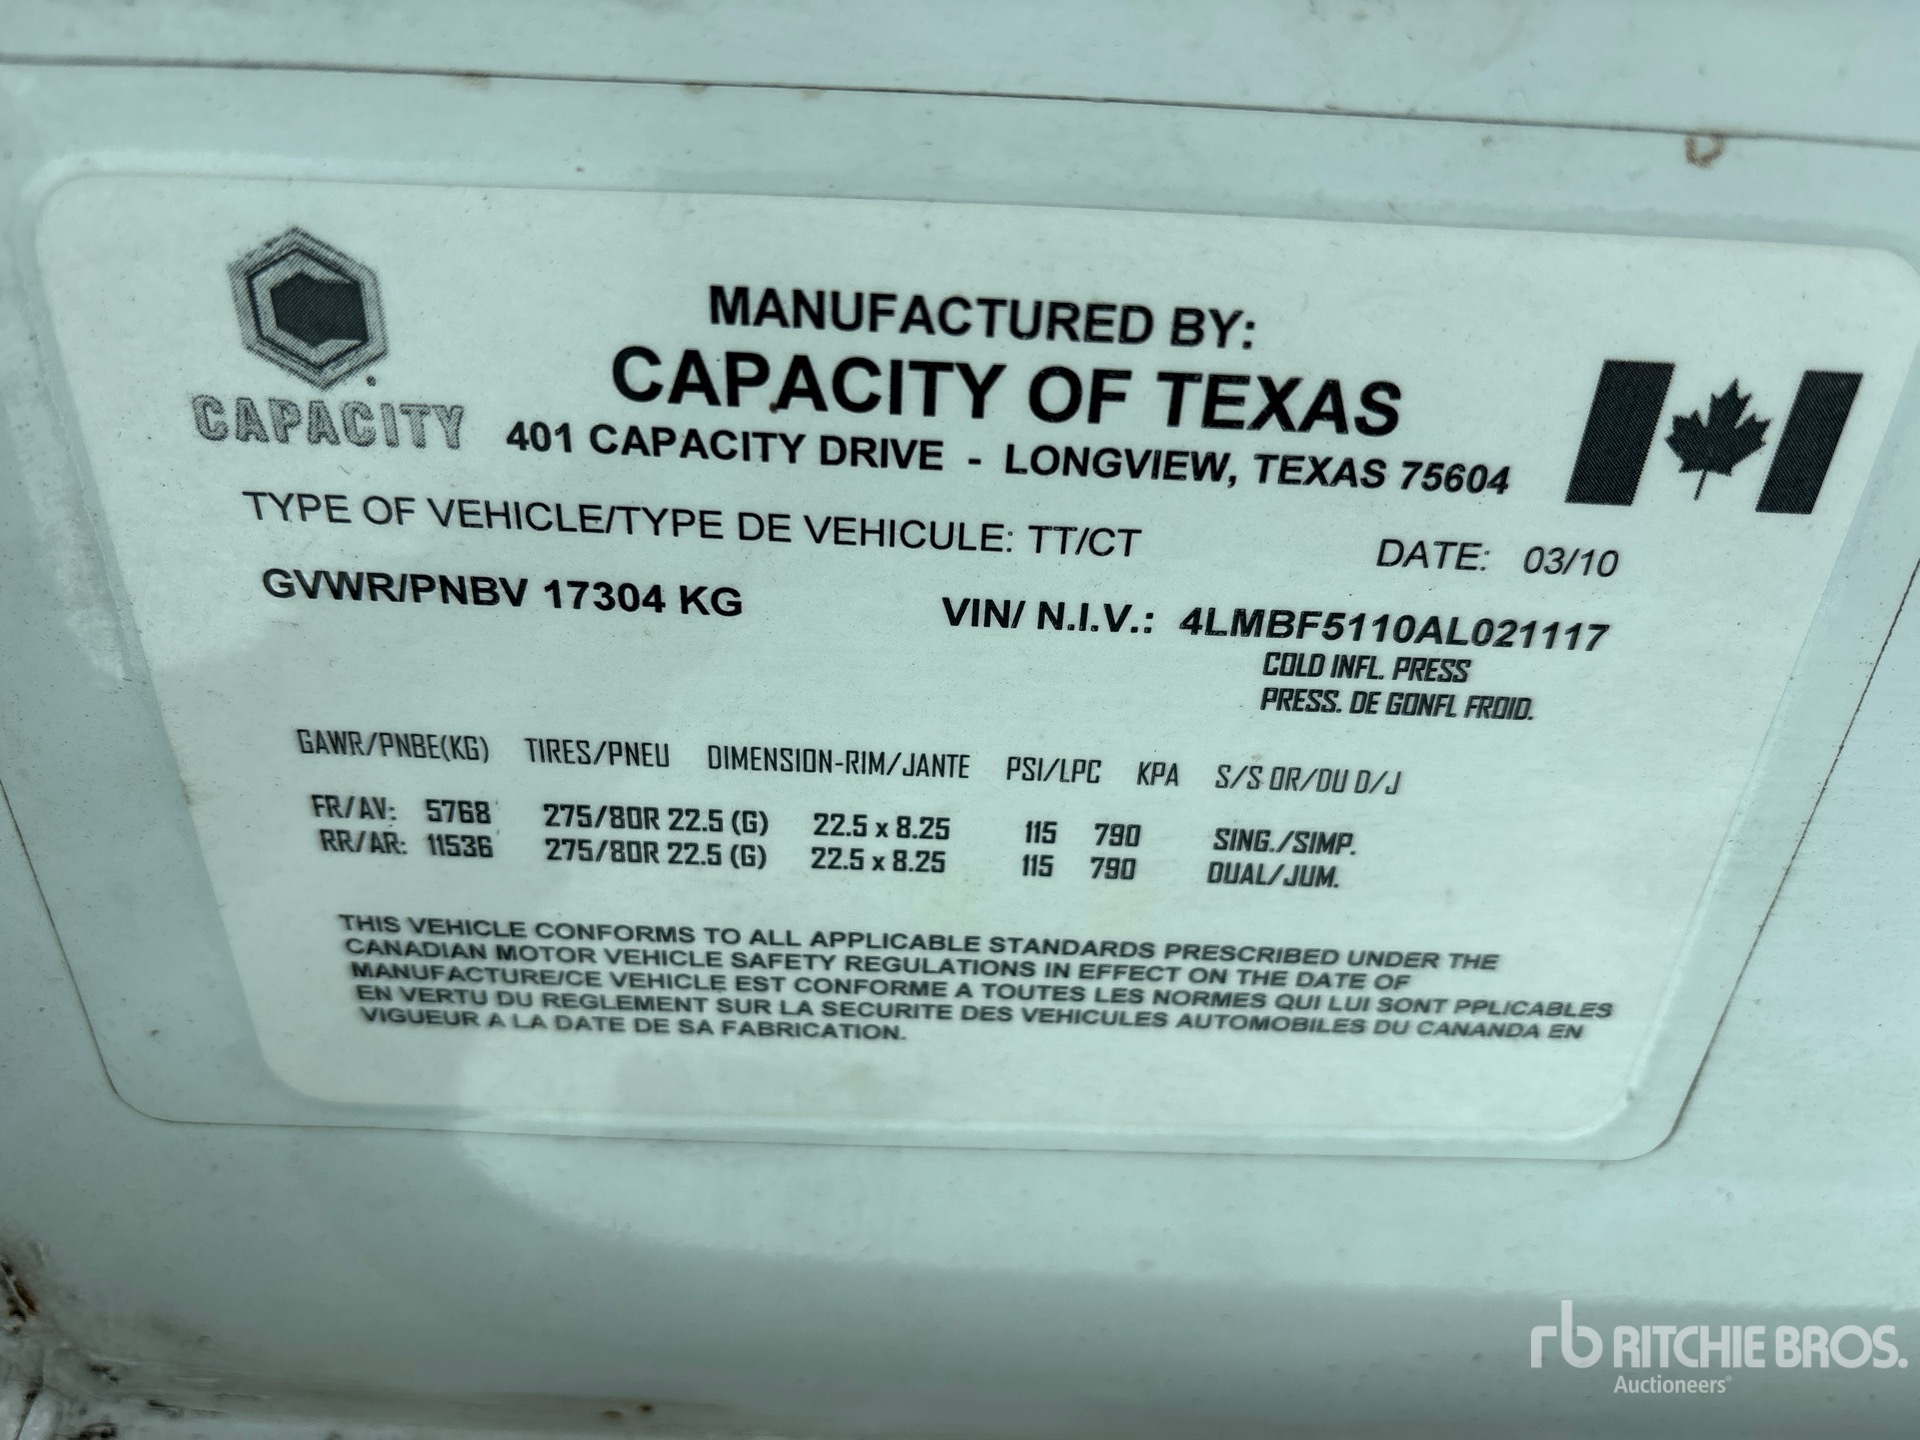 MANUFACTURED BY:
CAPACITY OF TEXAS
CAPACITY
401 CAPACITY DRIVE - LONGVIEW, TEXAS 75604
TYPE OF VEHICLE/TYPE DE VEHICULE: TT/CT DATE: 03/10
GVWR/PNBV 17304 KG VIN/ N.I.V.: 4LMBF5110AL021117
COLD INFL. PRESS
PRESS. DE GONFL FROID.
GAWR/PNBE(KG) TIRES/PNEU DIMENSION-RIM/JANTE PSI/LPC KPA S/S OR/OU D/J
FR/AV: 5768 275/80R 22.5 (G) 22.5 x 8.25 115 790 SING./SIMP.
RR/AR: 11536 275/80R 22.5 (G) 22.5 x 8.25 115 790 DUAL/JUM.
THIS VEHICLE CONFORMS TO ALL APPLICABLE STANDARDS PRESCRIBED UNDER THE
CANADIAN MOTOR VEHICLE SAFETY REGULATIONS IN EFFECT ON THE DATE OF
MANUFACTURE/CE VEHICLE EST CONFORME A TOUTES LES NORMES QUI LUI SONT PPLICABLES
EN VERTU DU REGLEMENT SUR LA SECURITE DES VEHICULES AUTOMOBILES DU CANANDA EN
VIGUEUR A LA DATE DE SA FABRICATION.
rb RITCHIE BROS.
Auctioneers